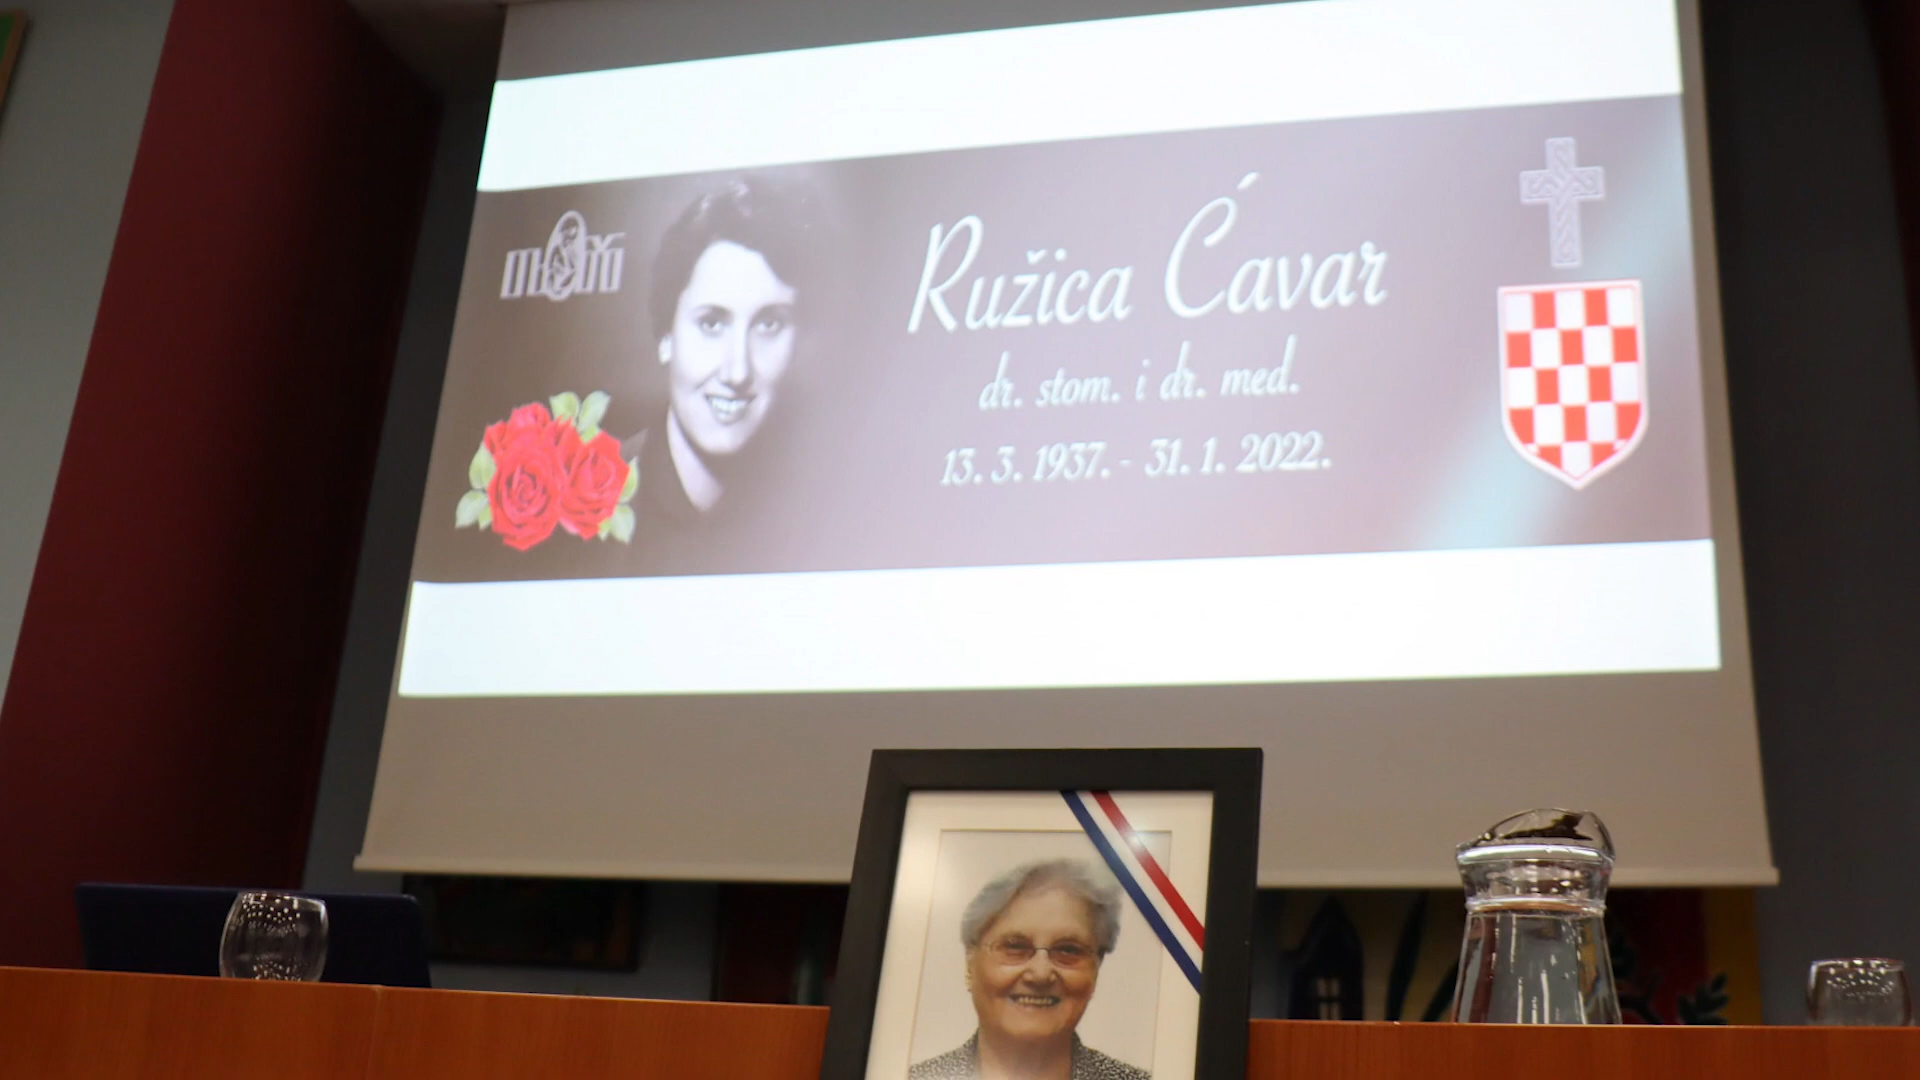 Ružica Ćavar
dr. stom. i dr. med.
13. 3. 1937. - 31. 1. 2022.